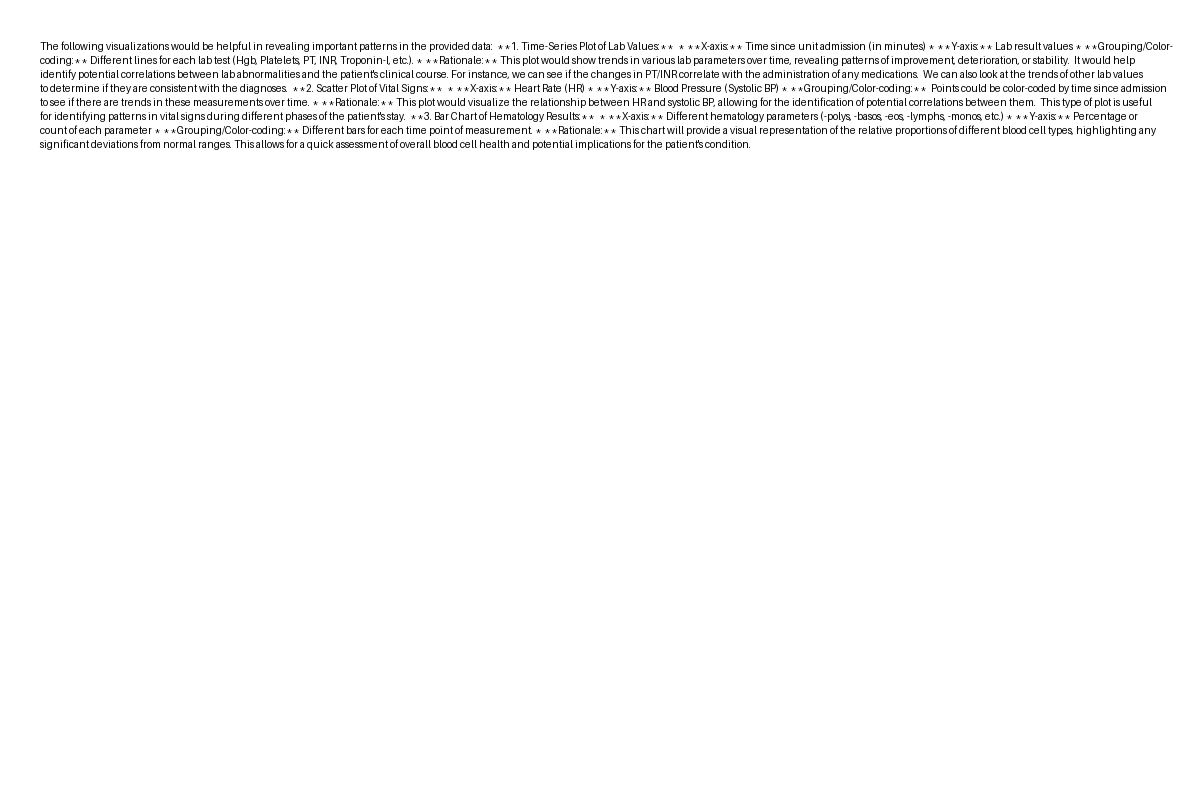 The following visualizations would be helpful in revealing important patterns in the provided data:  **1. Time-Series Plot of Lab Values:**  * **X-axis:** Time since unit admission (in minutes) * **Y-axis:** Lab result values * **Grouping/Color-
coding:** Different lines for each lab test (Hgb, Platelets, PT, INR, Troponin-I, etc.). * **Rationale:** This plot would show trends in various lab parameters over time, revealing patterns of improvement, deterioration, or stability.  It would help
identify potential correlations between lab abnormalities and the patient's clinical course. For instance, we can see if the changes in PT/INR correlate with the administration of any medications.  We can also look at the trends of other lab values
to determine if they are consistent with the diagnoses.  **2. Scatter Plot of Vital Signs:**  * **X-axis:** Heart Rate (HR) * **Y-axis:** Blood Pressure (Systolic BP) * **Grouping/Color-coding:**  Points could be color-coded by time since admission
to see if there are trends in these measurements over time. * **Rationale:** This plot would visualize the relationship between HR and systolic BP, allowing for the identification of potential correlations between them.  This type of plot is useful
for identifying patterns in vital signs during different phases of the patient's stay.  **3. Bar Chart of Hematology Results:**  * **X-axis:** Different hematology parameters (-polys, -basos, -eos, -lymphs, -monos, etc.) * **Y-axis:** Percentage or
count of each parameter * **Grouping/Color-coding:** Different bars for each time point of measurement. * **Rationale:** This chart will provide a visual representation of the relative proportions of different blood cell types, highlighting any
significant deviations from normal ranges. This allows for a quick assessment of overall blood cell health and potential implications for the patient's condition.